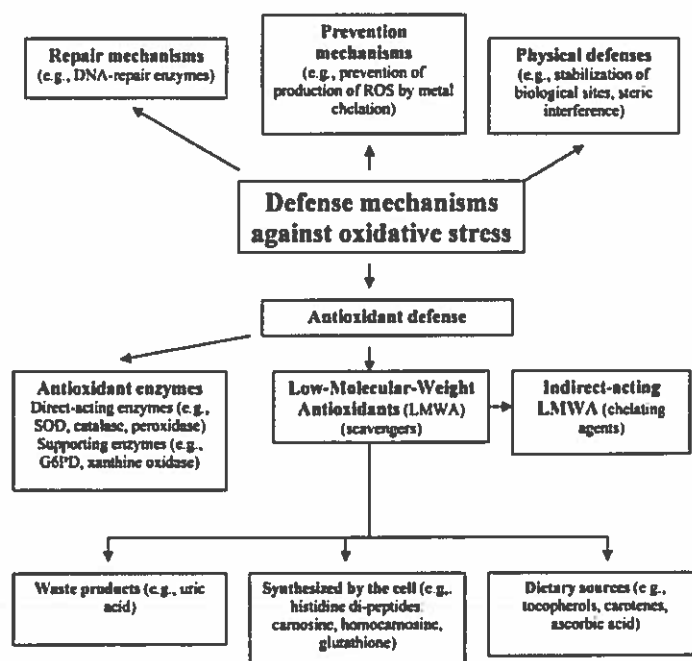 Repair mechanisms
(e.g., DNA-repair enzymes)
Prevention
mechanisms
(e.g., prevention of
production of ROS by metal
chelation)
Physical defenses
(e.g., stabilization of
biological sites, steric
interference)
Defense mechanisms
against oxidative stress
Antioxidant defense
Antioxidant enzymes
Direct-acting enzymes (e.g.,
SOD, catalase, peroxidase)
Supporting enzymes (e.g.,
G6PD, xanthine oxidase)
Low-Molecular-Weight
Antioxidants (LMWA)
(scavengers)
Indirect-acting
LMWA (chelating
agents)
Waste products (e.g., uric
acid)
Synthesized by the cell (e.g.,
histidine di-peptides:
carnosine, homocarnosine,
glutathione)
Dietary sources (e g.,
tocopherols, carotenes,
ascorbic acid)